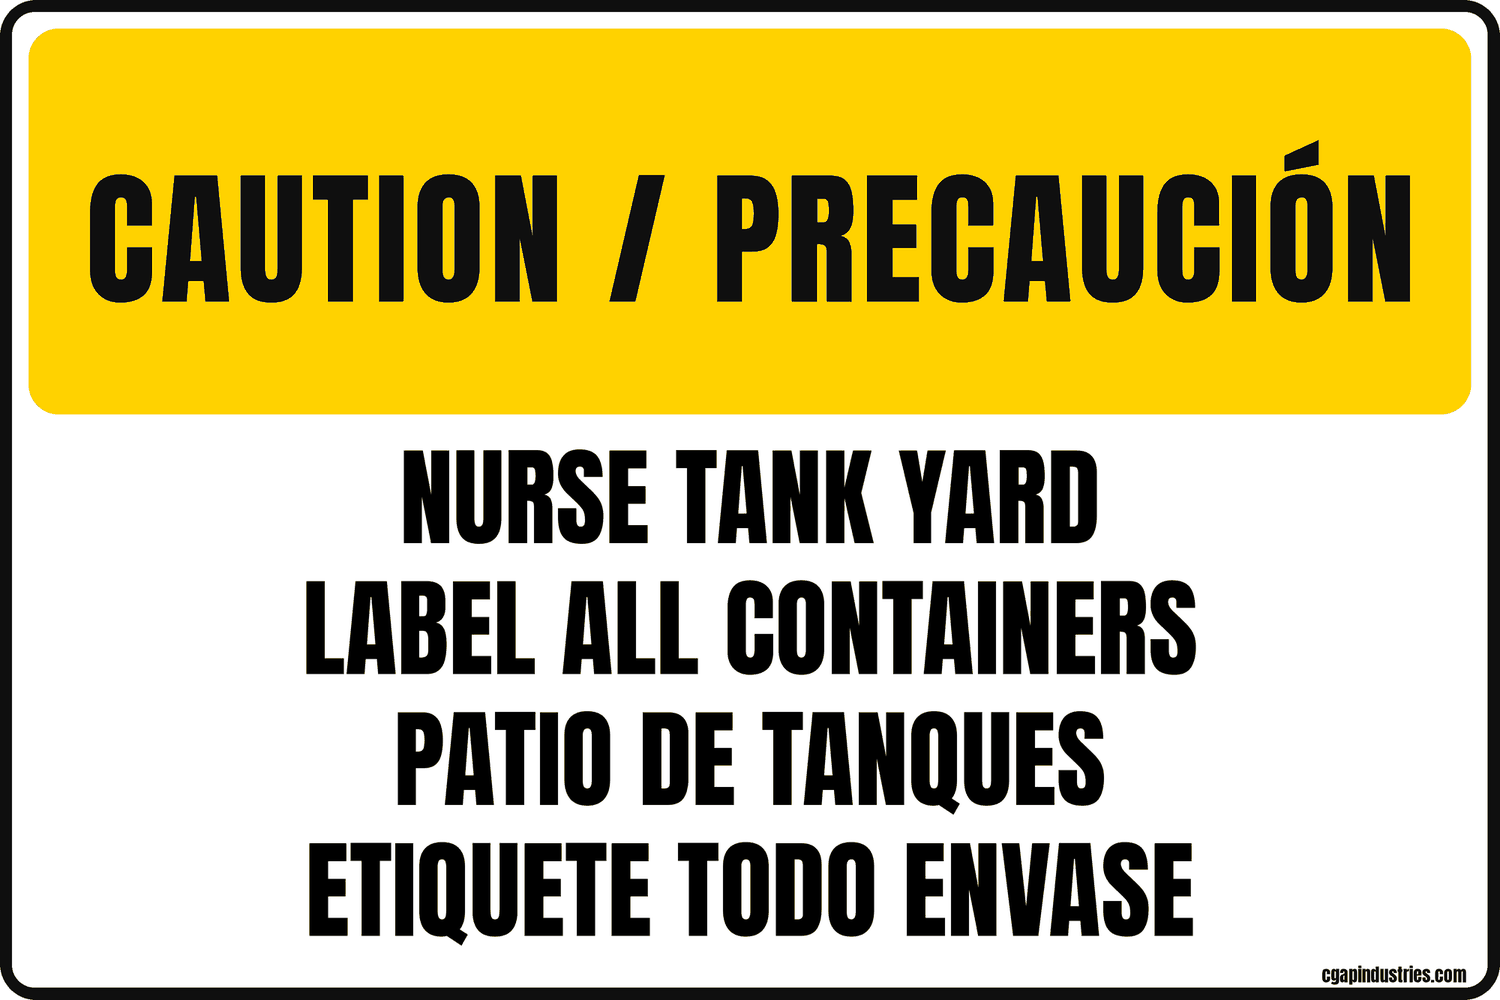 CAUTION / PRECAUCIÓN
NURSE TANK YARD
LABEL ALL CONTAINERS
PATIO DE TANQUES
ETIQUETE TODO ENVASE
cgapindustries.com